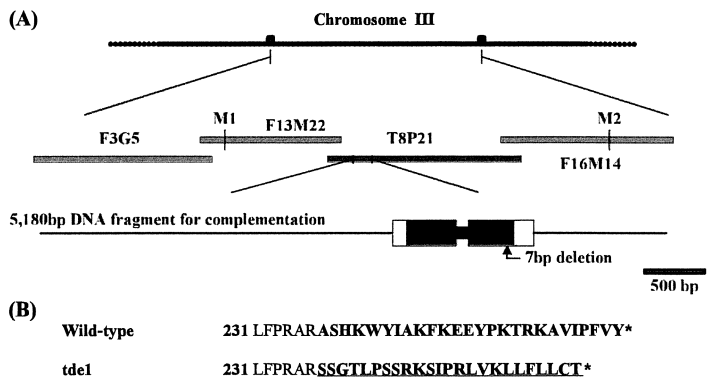 (A)
Chromosome III
M1
M2
F3G5
F13M22
T8P21
F16M14
5,180bp DNA fragment for complementation
7bp deletion
500 bp
(B)
Wild-type 231 LFPRARASHKWYIAKFKEEYPKTRKAVIPFVY*
tde1 231 LFPRARSSGTLPSSRKSIPRLVKLLFLLCT*